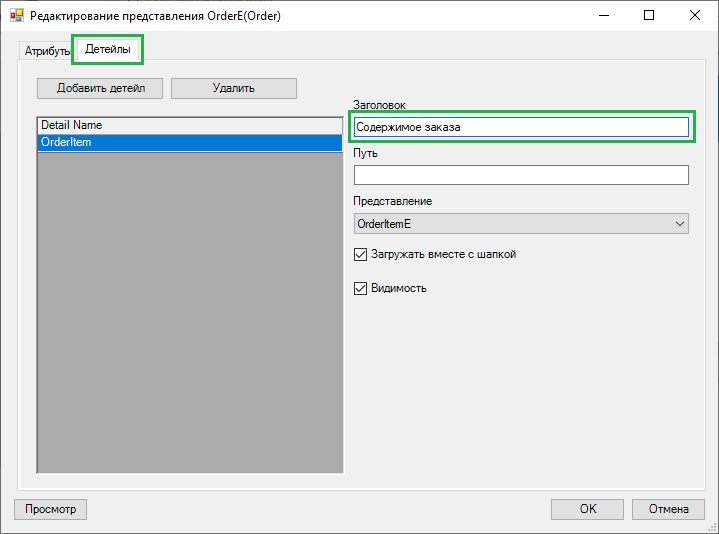 Редактирование представления OrderE(Order)
Атрибуты
Детейлы
Добавить детейл
Удалить
Detail Name
OrderItem
Заголовок
Содержимое заказа
Путь
Представление
OrderItemE
Загружать вместе с шапкой
Видимость
Просмотр
OK
Отмена